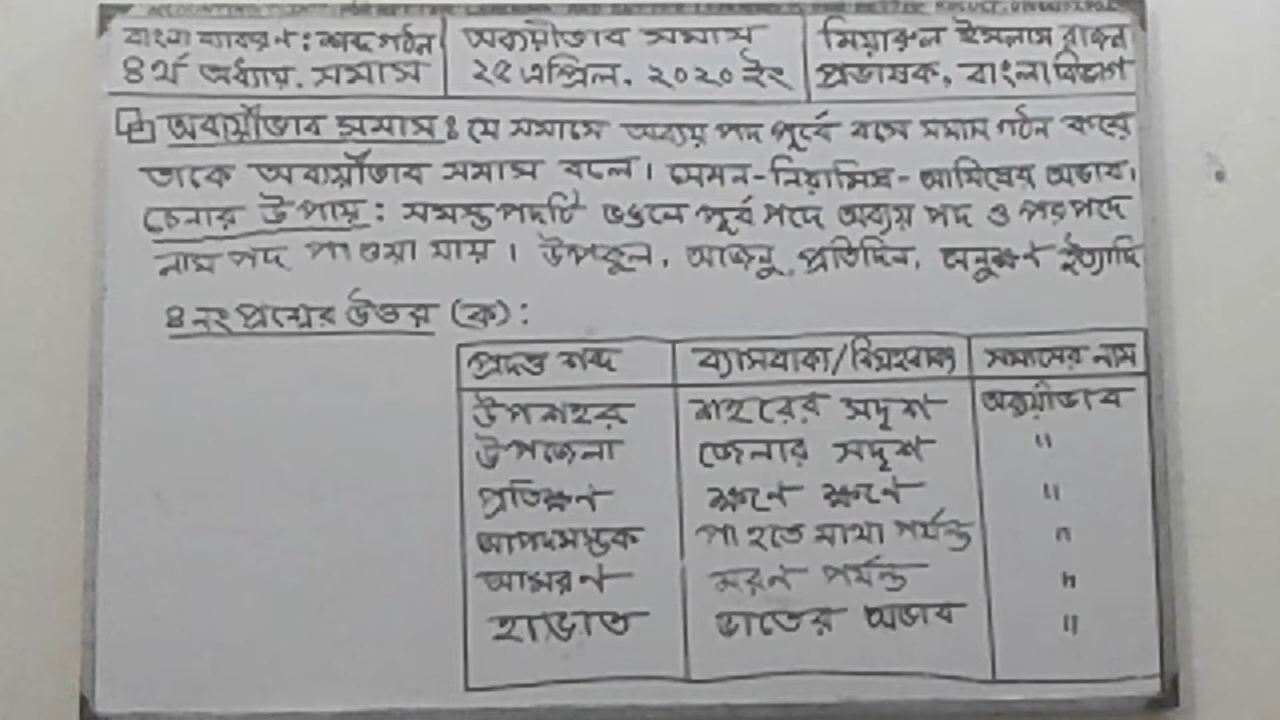 বাংলা ব্যাকরণ : শব্দ গঠন
৪র্থ অধ্যায়. সমাস
অব্যয়ীভাব সমাস
২৫ এপ্রিল. ২০২০ ইং
ইসলাম
প্রভাষক, বাংলা বিভাগ
অব্যয়ীভাব সমাস : যে সমাসে অব্যয় পদ পূর্বে বসে সমাস গঠন করে
তাকে অব্যয়ীভাব সমাস বলে। যেমন-নিরামিষ-আমিষের অভাব।
চেনার উপায় : সমস্তপদটি ভাঙলে পূর্ব পদে অব্যয় পদ ও পরপদে
নাম পদ পাওয়া যায়। উপকূল, আজানু, প্রতিদিন, অনুক্ষণ ইত্যাদি
৪নং প্রশ্নের উত্তর (ক) :
প্রদত্ত শব্দ ব্যাসবাক্য/বিগ্রহবাক্য সমাসের নাম
উপশহর শহরের সদৃশ অব্যয়ীভাব
উপজেলা জেলার সদৃশ "
প্রতিক্ষণ ক্ষণে ক্ষণে "
আপদমস্তক পা হতে মাথা পর্যন্ত "
আমরণ মরণ পর্যন্ত "
হাভাত ভাতের অভাব "